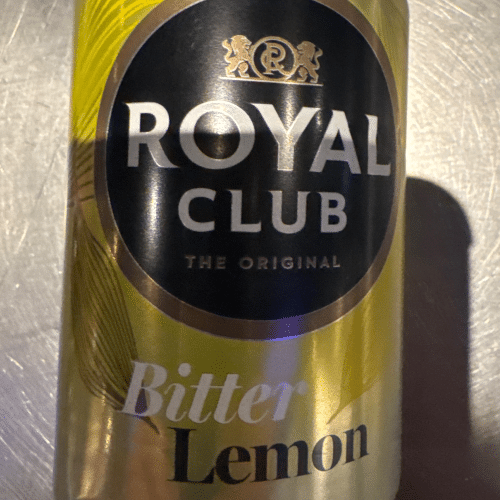 ROYAL
CLUB
THE ORIGINAL
Bitter
Lemon